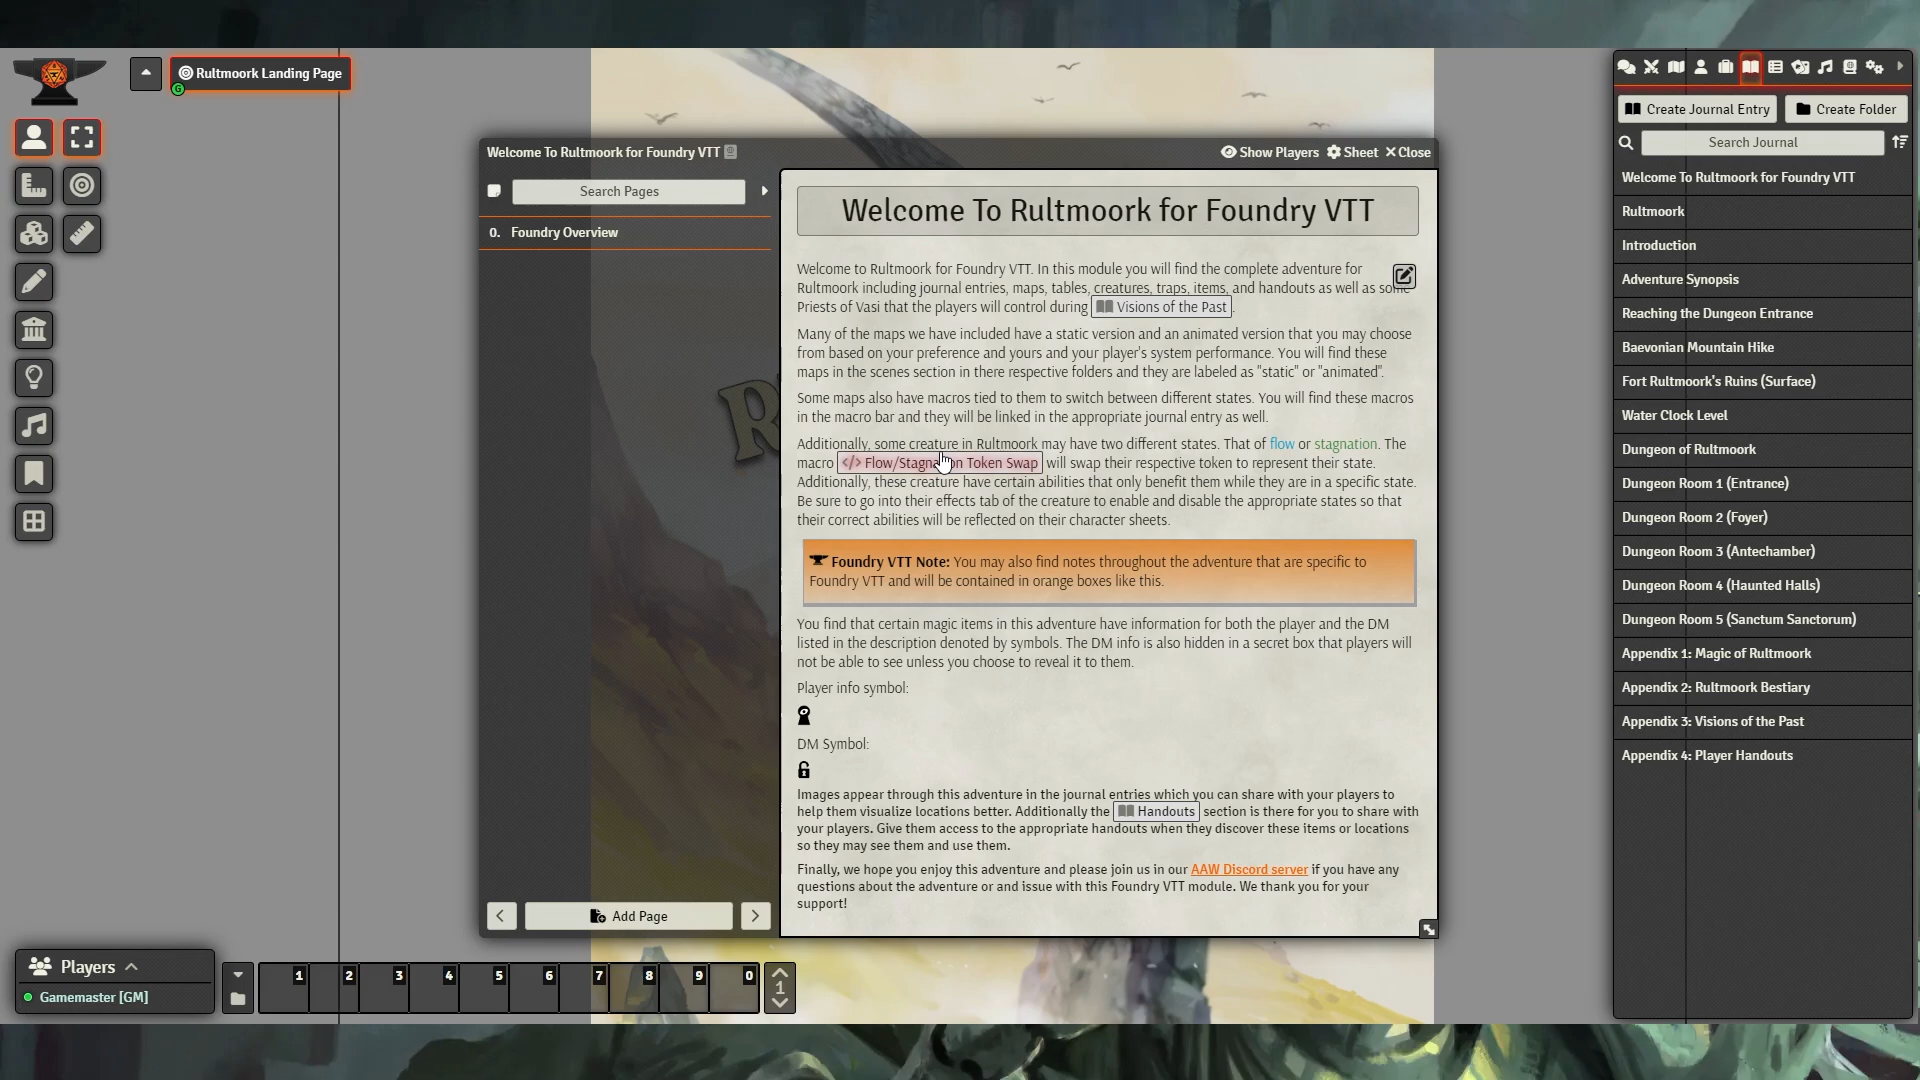 Rultmoork Landing Page
G
Welcome To Rultmoork for Foundry VTT
Show Players
Sheet
Close
Search Pages
0. Foundry Overview
Welcome To Rultmoork for Foundry VTT
Welcome to Rultmoork for Foundry VTT. In this module you will find the complete adventure for
Rultmoork including journal entries, maps, tables, creatures, traps, items, and handouts as well as some
Priests of Vasi that the players will control during Visions of the Past.
Many of the maps we have included have a static version and an animated version that you may choose
from based on your preference and yours and your player's system performance. You will find these
maps in the scenes section in there respective folders and they are labeled as "static" or "animated".
Some maps also have macros tied to them to switch between different states. You will find these macros
in the macro bar and they will be linked in the appropriate journal entry as well.
Additionally, some creature in Rultmoork may have two different states. That of flow or stagnation. The
macro </> Flow/Stagnation Token Swap will swap their respective token to represent their state.
Additionally, these creature have certain abilities that only benefit them while they are in a specific state.
Be sure to go into their effects tab of the creature to enable and disable the appropriate states so that
their correct abilities will be reflected on their character sheets.
Foundry VTT Note: You may also find notes throughout the adventure that are specific to
Foundry VTT and will be contained in orange boxes like this.
You find that certain magic items in this adventure have information for both the player and the DM
listed in the description denoted by symbols. The DM info is also hidden in a secret box that players will
not be able to see unless you choose to reveal it to them.
Player info symbol:
DM Symbol:
Images appear through this adventure in the journal entries which you can share with your players to
help them visualize locations better. Additionally the Handouts section is there for you to share with
your players. Give them access to the appropriate handouts when they discover these items or locations
so they may see them and use them.
Finally, we hope you enjoy this adventure and please join us in our AAW Discord server if you have any
questions about the adventure or and issue with this Foundry VTT module. We thank you for your
support!
Add Page
R
Create Journal Entry
Create Folder
Search Journal
Welcome To Rultmoork for Foundry VTT
Rultmoork
Introduction
Adventure Synopsis
Reaching the Dungeon Entrance
Baevonian Mountain Hike
Fort Rultmoork's Ruins (Surface)
Water Clock Level
Dungeon of Rultmoork
Dungeon Room 1 (Entrance)
Dungeon Room 2 (Foyer)
Dungeon Room 3 (Antechamber)
Dungeon Room 4 (Haunted Halls)
Dungeon Room 5 (Sanctum Sanctorum)
Appendix 1: Magic of Rultmoork
Appendix 2: Rultmoork Bestiary
Appendix 3: Visions of the Past
Appendix 4: Player Handouts
Players
Gamemaster [GM]
1 2 3 4 5 6 7 8 9 0
1